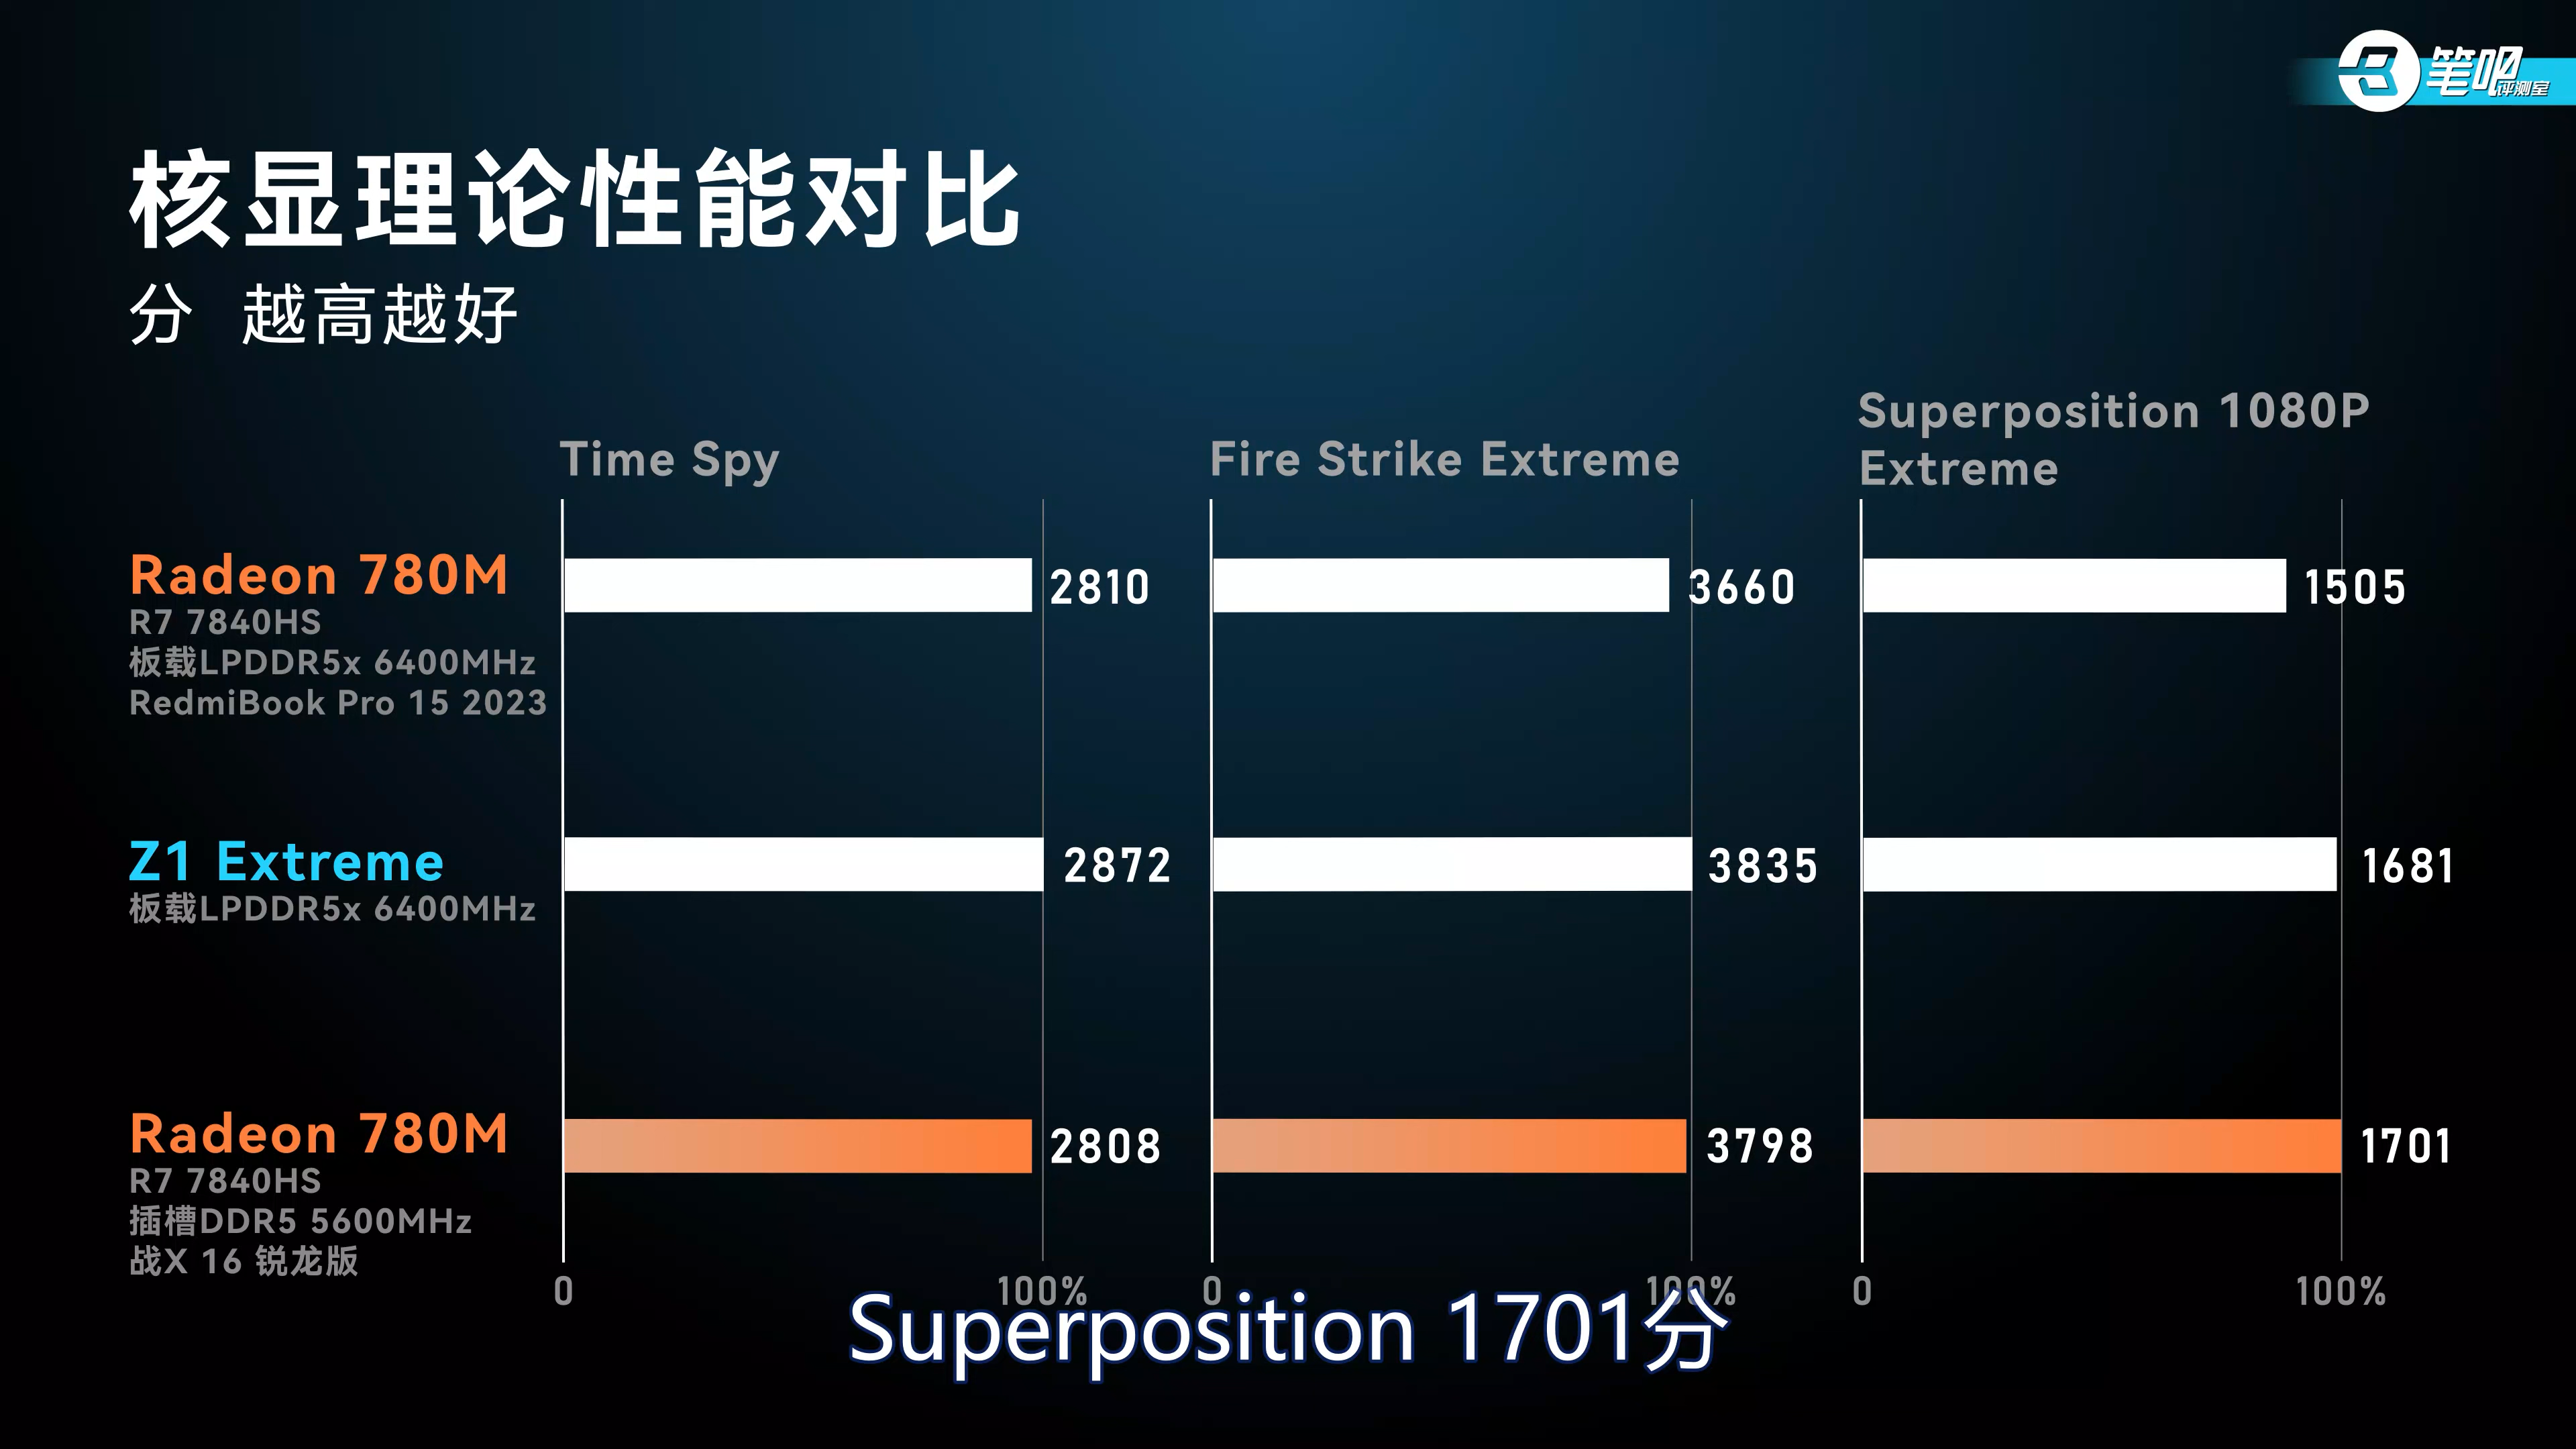 笔吧评测室
核显理论性能对比
分 越高越好
Time Spy
Fire Strike Extreme
Superposition 1080P
Extreme
Radeon 780M
R7 7840HS
板载LPDDR5x 6400MHz
RedmiBook Pro 15 2023
2810
3660
1505
Z1 Extreme
板载LPDDR5x 6400MHz
2872
3835
1681
Radeon 780M
R7 7840HS
插槽DDR5 5600MHz
战X 16 锐龙版
2808
3798
1701
0
100%
0
100%
0
100%
Superposition 1701分